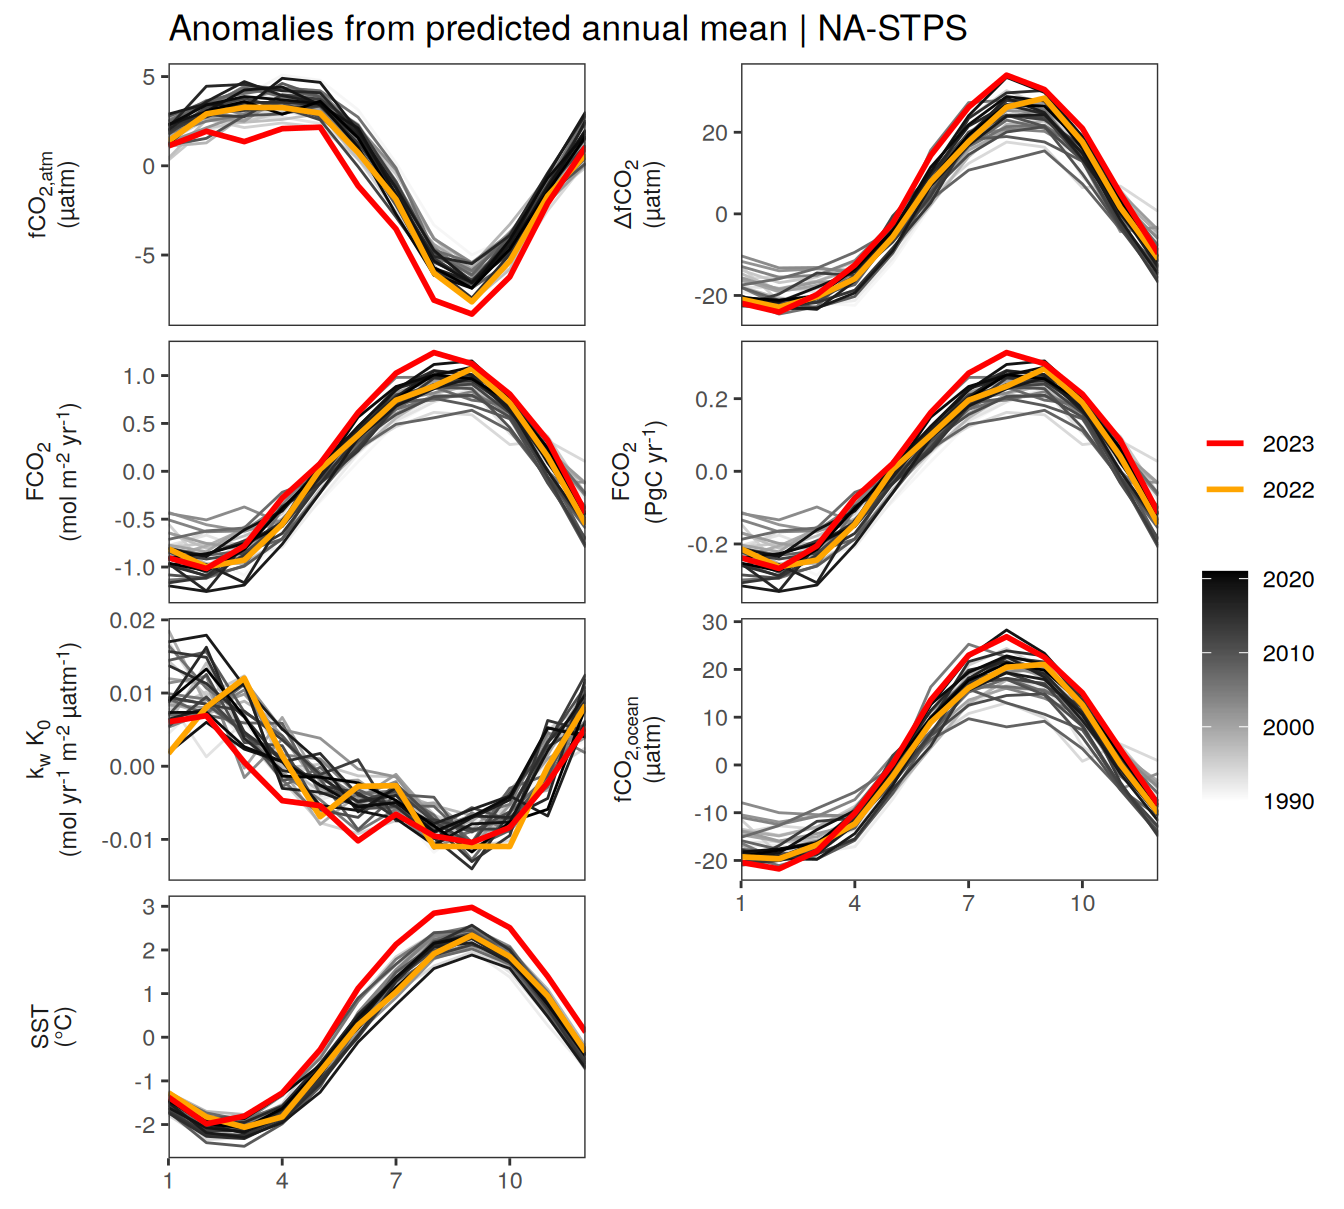 Anomalies from predicted annual mean | NA-STPS
fCO2,atm
(µatm)
5
0
-5
ΔfCO2
(µatm)
20
0
-20
FCO2
(mol m-2 yr-1)
1.0
0.5
0.0
-0.5
-1.0
FCO2
(PgC yr-1)
0.2
0.0
-0.2
kw K0
(mol yr-1 m-2 µatm-1)
0.02
0.01
0.00
-0.01
fCO2,ocean
(µatm)
30
20
10
0
-10
-20
1 4 7 10
SST
(°C)
3
2
1
0
-1
-2
1 4 7 10
2023
2022
2020
2010
2000
1990